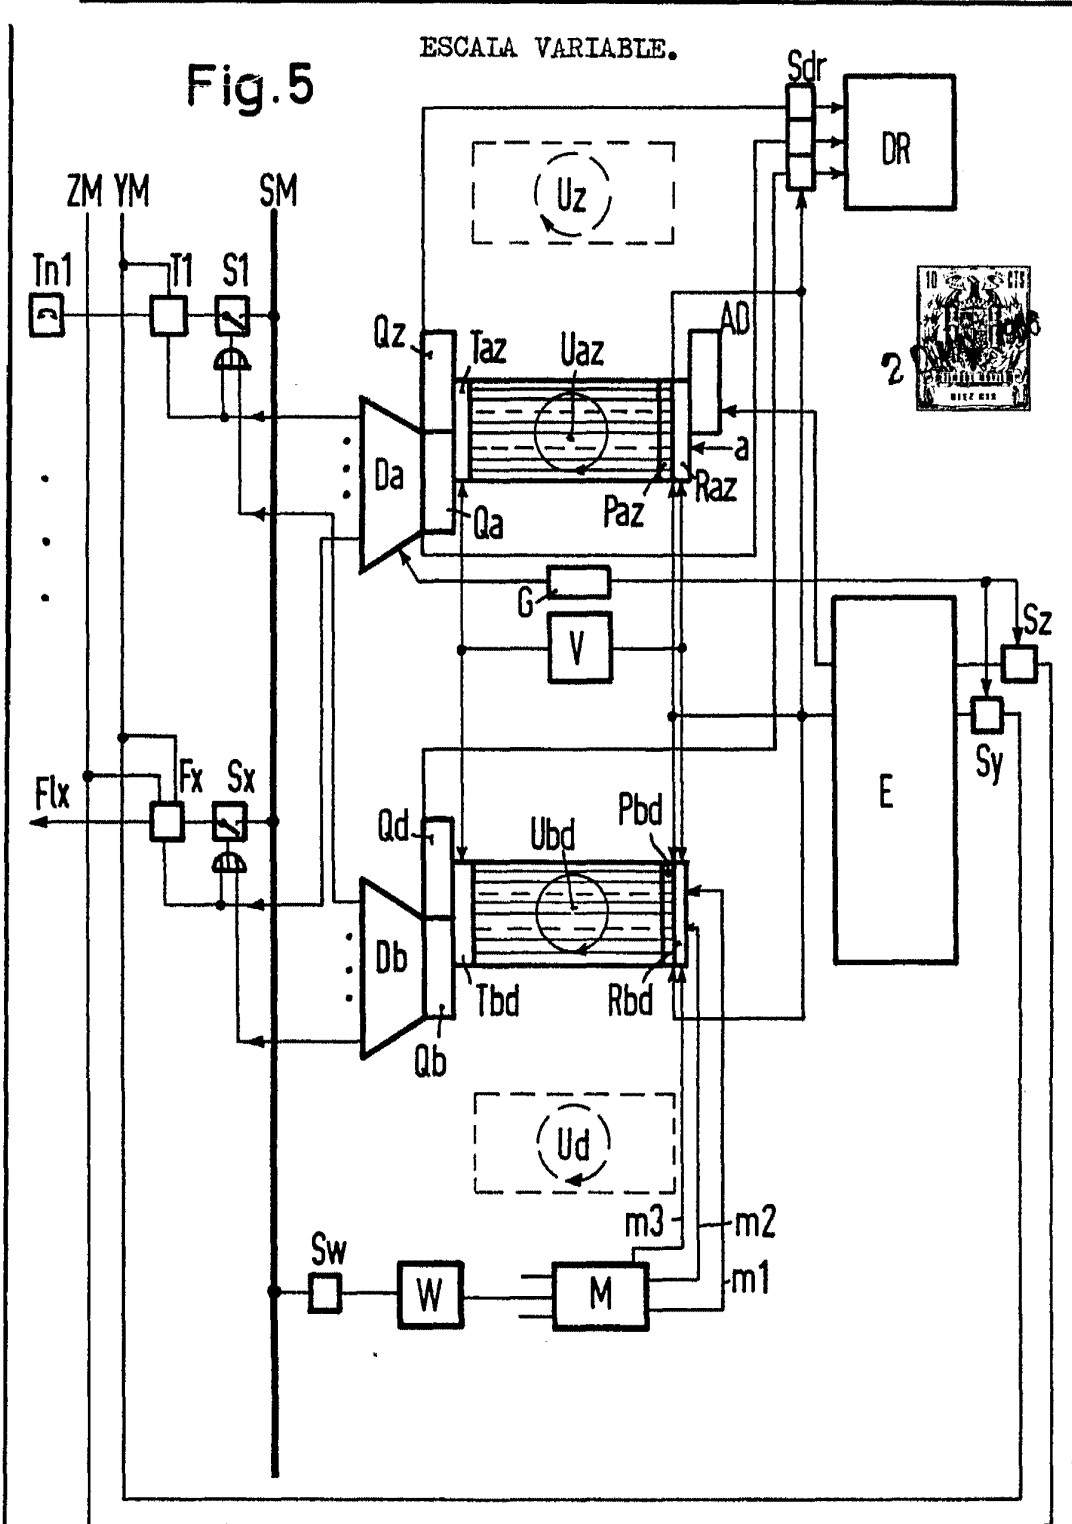 ESCALA VARIABLE.
Fig.5
Sdr
DR
Uz
ZM YM SM
Tn1 T1 S1
10 CTS
AD
Qz Taz Uaz
2
Da
a
Paz Raz
Qa
DIEZ CTS
G
V
Sz
Sy
E
Flx Fx Sx
Qd Ubd Pbd
Db
Tbd Rbd
Qb
Ud
m3 m2
m1
Sw
W M